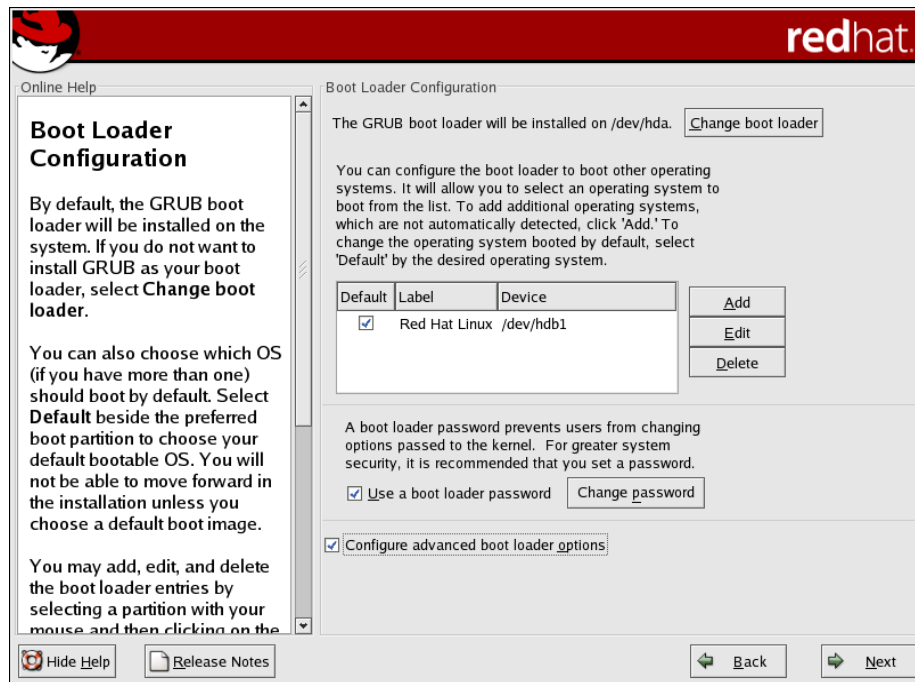 redhat.
Online Help
Boot Loader
Configuration
By default, the GRUB boot
loader will be installed on the
system. If you do not want to
install GRUB as your boot
loader, select Change boot
loader.
You can also choose which OS
(if you have more than one)
should boot by default. Select
Default beside the preferred
boot partition to choose your
default bootable OS. You will
not be able to move forward in
the installation unless you
choose a default boot image.
You may add, edit, and delete
the boot loader entries by
selecting a partition with your
mouse and then clicking on the
Boot Loader Configuration
The GRUB boot loader will be installed on /dev/hda. Change boot loader
You can configure the boot loader to boot other operating
systems. It will allow you to select an operating system to
boot from the list. To add additional operating systems,
which are not automatically detected, click 'Add.' To
change the operating system booted by default, select
'Default' by the desired operating system.
Default Label Device
Red Hat Linux /dev/hdb1
Add
Edit
Delete
A boot loader password prevents users from changing
options passed to the kernel. For greater system
security, it is recommended that you set a password.
Use a boot loader password Change password
Configure advanced boot loader options
Hide Help Release Notes Back Next